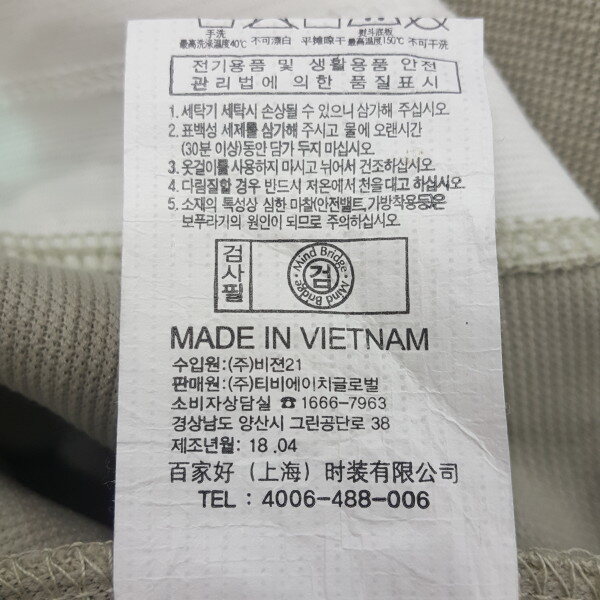 手洗 熨斗底板
最高洗涤温度40℃ 不可漂白 平摊晾干 最高温度150℃ 不可干洗
전기용품 및 생활용품 안전
관리법에 의한 품질표시
1. 세탁기 세탁시 손상될 수 있으니 삼가해 주십시오.
2. 표백성 세제를 삼가해 주시고 물에 오랜시간
(30분 이상)동안 담가 두지 마십시오.
3. 옷걸이를 사용하지 마시고 뉘어서 건조하십시오.
4. 다림질할 경우 반드시 저온에서 천을 대고 하십시오.
5. 소재의 특성상 심한 마찰(안전밸트, 가방착용등)은
보푸라기의 원인이 되므로 주의하십시오.
검사필
Mind Bridge · Mind Bridge ·
검
MADE IN VIETNAM
수입원:(주)비젼21
판매원:(주)티비에이치글로벌
소비자상담실 ☎1666-7963
경상남도 양산시 그린공단로 38
제조년월: 18.04
百家好（上海）时装有限公司
TEL : 4006-488-006